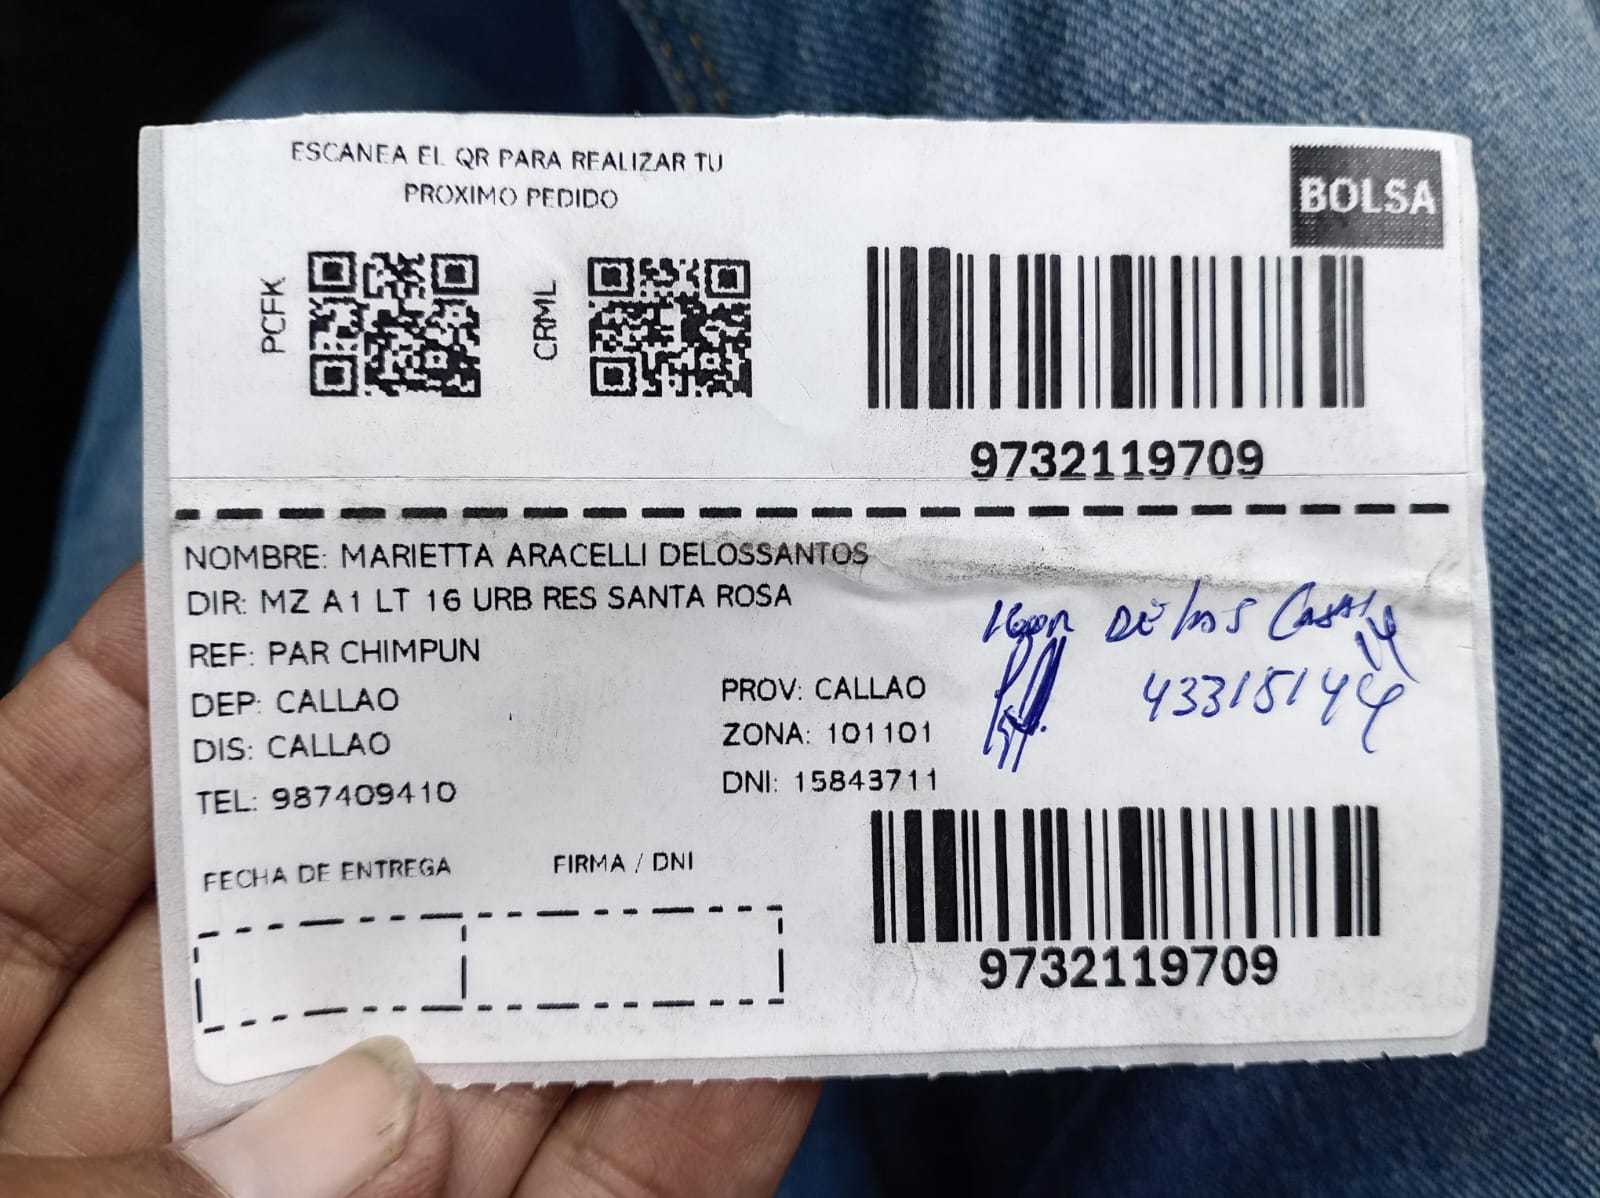 ESCANEA EL QR PARA REALIZAR TU
PROXIMO PEDIDO
BOLSA
PCFK
CRML
9732119709
NOMBRE: MARIETTA ARACELLI DELOSSANTOS
DIR: MZ A1 LT 16 URB RES SANTA ROSA
REF: PAR CHIMPUN
DEP: CALLAO
PROV: CALLAO
DIS: CALLAO
ZONA: 101101
TEL: 987409410
DNI: 15843711
DE LOS
FECHA DE ENTREGA
FIRMA / DNI
9732119709